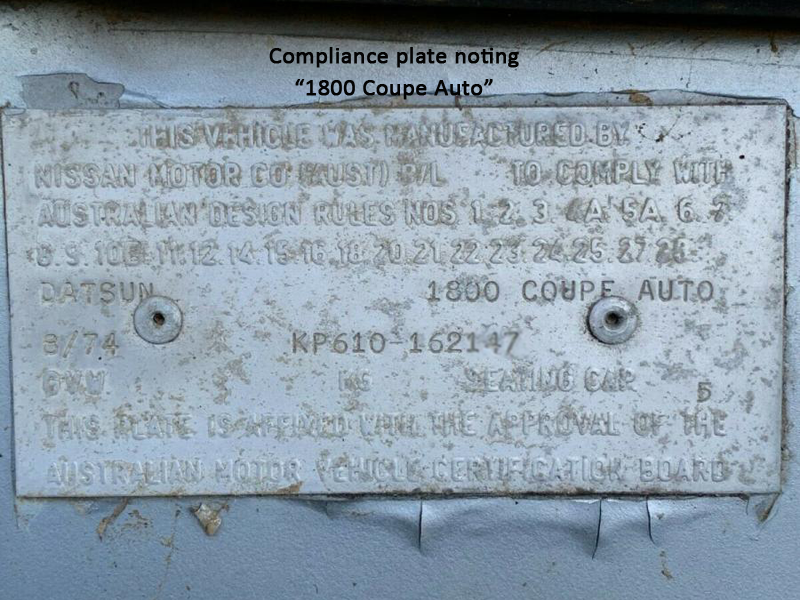 Compliance plate noting
“1800 Coupe Auto”
THIS VEHICLE WAS MANUFACTURED BY
NISSAN MOTOR CO (AUST) P/L TO COMPLY WITH
AUSTRALIAN DESIGN RULES NOS 1. 2. 3. 4A. 5A. 6. 7.
8. 9. 10B. 11. 12. 14. 15. 16. 18. 20. 21. 22. 23. 24. 25. 27. 28.
DATSUN 1800 COUPE AUTO
8/74 KP610-162147
GVW KG SEATING CAP. 5
THIS PLATE IS AFFIXED WITH THE APPROVAL OF THE
AUSTRALIAN MOTOR VEHICLE CERTIFICATION BOARD